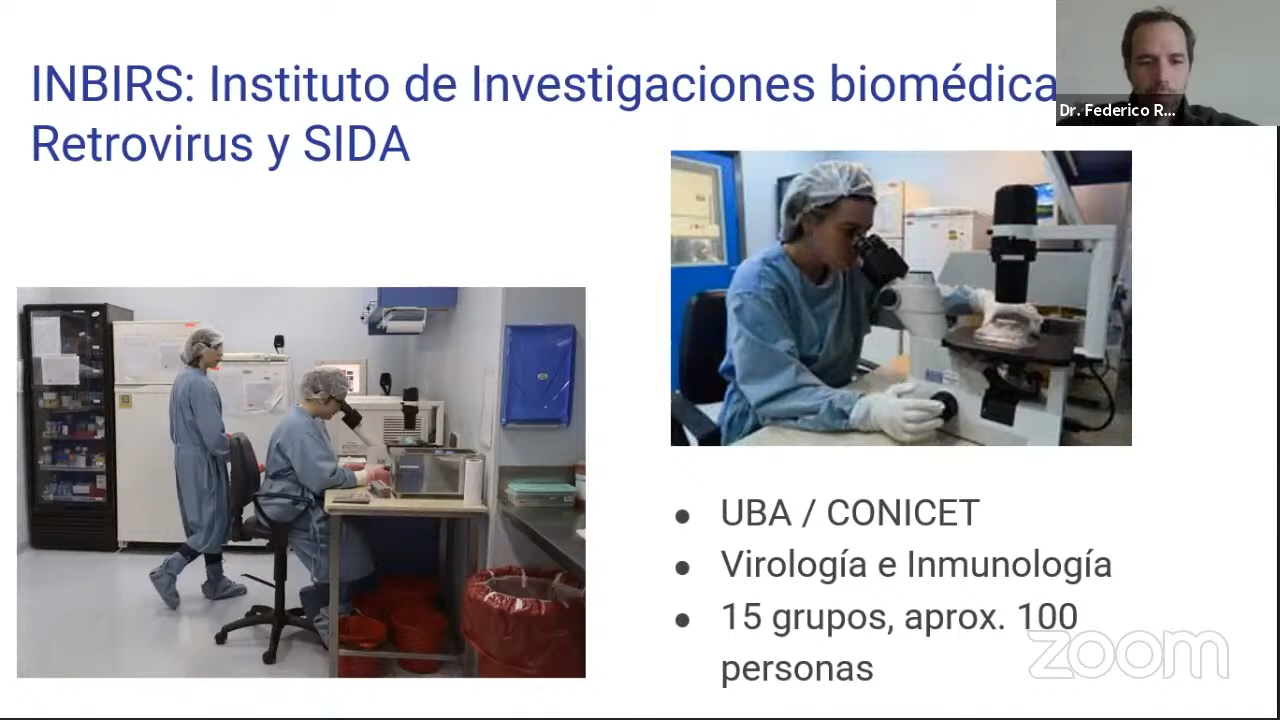 INBIRS: Instituto de Investigaciones biomédica
Retrovirus y SIDA
Dr. Federico R...
● UBA / CONICET
● Virología e Inmunología
● 15 grupos, aprox. 100
personas
zoom